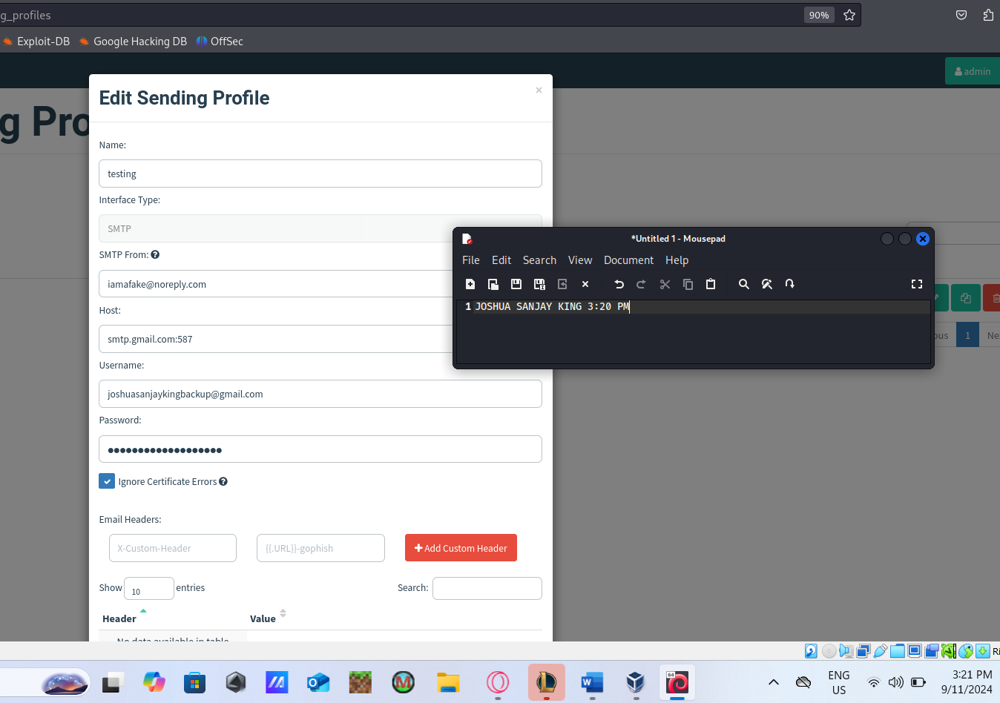 g_profiles
90%
Exploit-DB
Google Hacking DB
OffSec
admin
g Pro
Edit Sending Profile
×
Name:
testing
Interface Type:
SMTP
SMTP From:
iamafake@noreply.com
Host:
smtp.gmail.com:587
Username:
joshuasanjaykingbackup@gmail.com
Password:
•••••••••••••••••••
Ignore Certificate Errors
Email Headers:
X-Custom-Header
{{.URL}}-gophish
Add Custom Header
Show 10 entries
Search:
Header
Value
No data available in table
*Untitled 1 - Mousepad
File Edit Search View Document Help
1 JOSHUA SANJAY KING 3:20 PM
ous
1
Ne
Ri
64
ENG
US
3:21 PM
9/11/2024